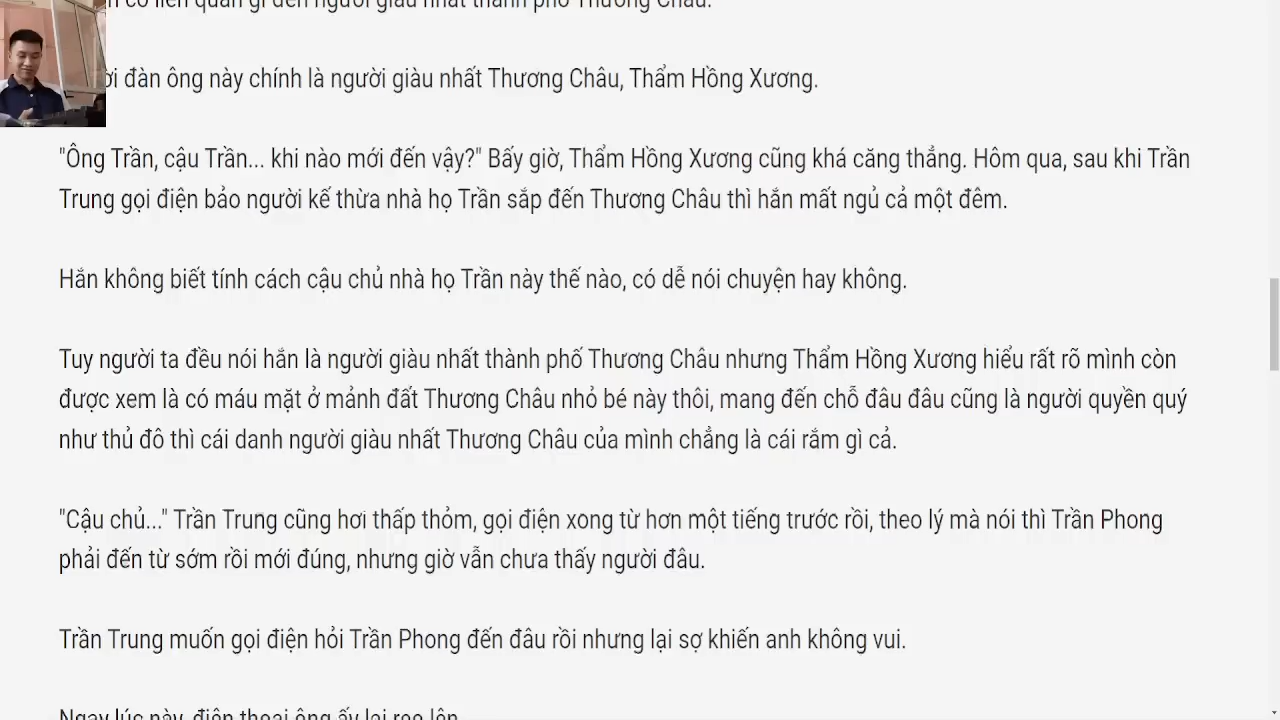 có liên quan gì đến người giàu nhất thành phố Thương Châu.
đàn ông này chính là người giàu nhất Thương Châu, Thẩm Hồng Xương.
"Ông Trần, cậu Trần... khi nào mới đến vậy?" Bấy giờ, Thẩm Hồng Xương cũng khá căng thẳng. Hôm qua, sau khi Trần
Trung gọi điện bảo người kế thừa nhà họ Trần sắp đến Thương Châu thì hắn mất ngủ cả một đêm.
Hắn không biết tính cách cậu chủ nhà họ Trần này thế nào, có dễ nói chuyện hay không.
Tuy người ta đều nói hắn là người giàu nhất thành phố Thương Châu nhưng Thẩm Hồng Xương hiểu rất rõ mình còn
được xem là có máu mặt ở mảnh đất Thương Châu nhỏ bé này thôi, mang đến chỗ đâu đâu cũng là người quyền quý
như thủ đô thì cái danh người giàu nhất Thương Châu của mình chẳng là cái rắm gì cả.
"Cậu chủ..." Trần Trung cũng hơi thấp thỏm, gọi điện xong từ hơn một tiếng trước rồi, theo lý mà nói thì Trần Phong
phải đến từ sớm rồi mới đúng, nhưng giờ vẫn chưa thấy người đâu.
Trần Trung muốn gọi điện hỏi Trần Phong đến đâu rồi nhưng lại sợ khiến anh không vui.
Ngay lúc này, điện thoại ông ấy lại reo lên.